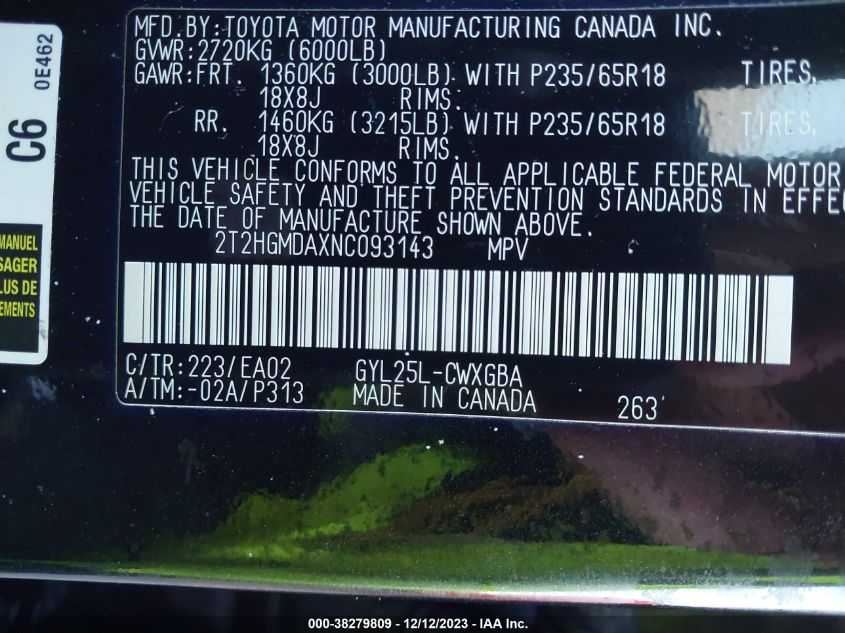 MFD.BY:TOYOTA MOTOR MANUFACTURING CANADA INC.
GVWR:2720KG (6000LB)
GAWR:FRT. 1360KG (3000LB) WITH P235/65R18 TIRES,
18X8J RIMS.
RR. 1460KG (3215LB) WITH P235/65R18 TIRES,
18X8J RIMS.
THIS VEHICLE CONFORMS TO ALL APPLICABLE FEDERAL MOTOR
VEHICLE SAFETY AND THEFT PREVENTION STANDARDS IN EFFE
THE DATE OF MANUFACTURE SHOWN ABOVE.
2T2HGMDAXNC093143 MPV
C/TR:223/EA02 GYL25L-CWXGBA
A/TM:-02A/P313 MADE IN CANADA 263
C6 0E462
MANUEL
SAGER
LUS DE
EMENTS
000-38279809 - 12/12/2023 - IAA Inc.